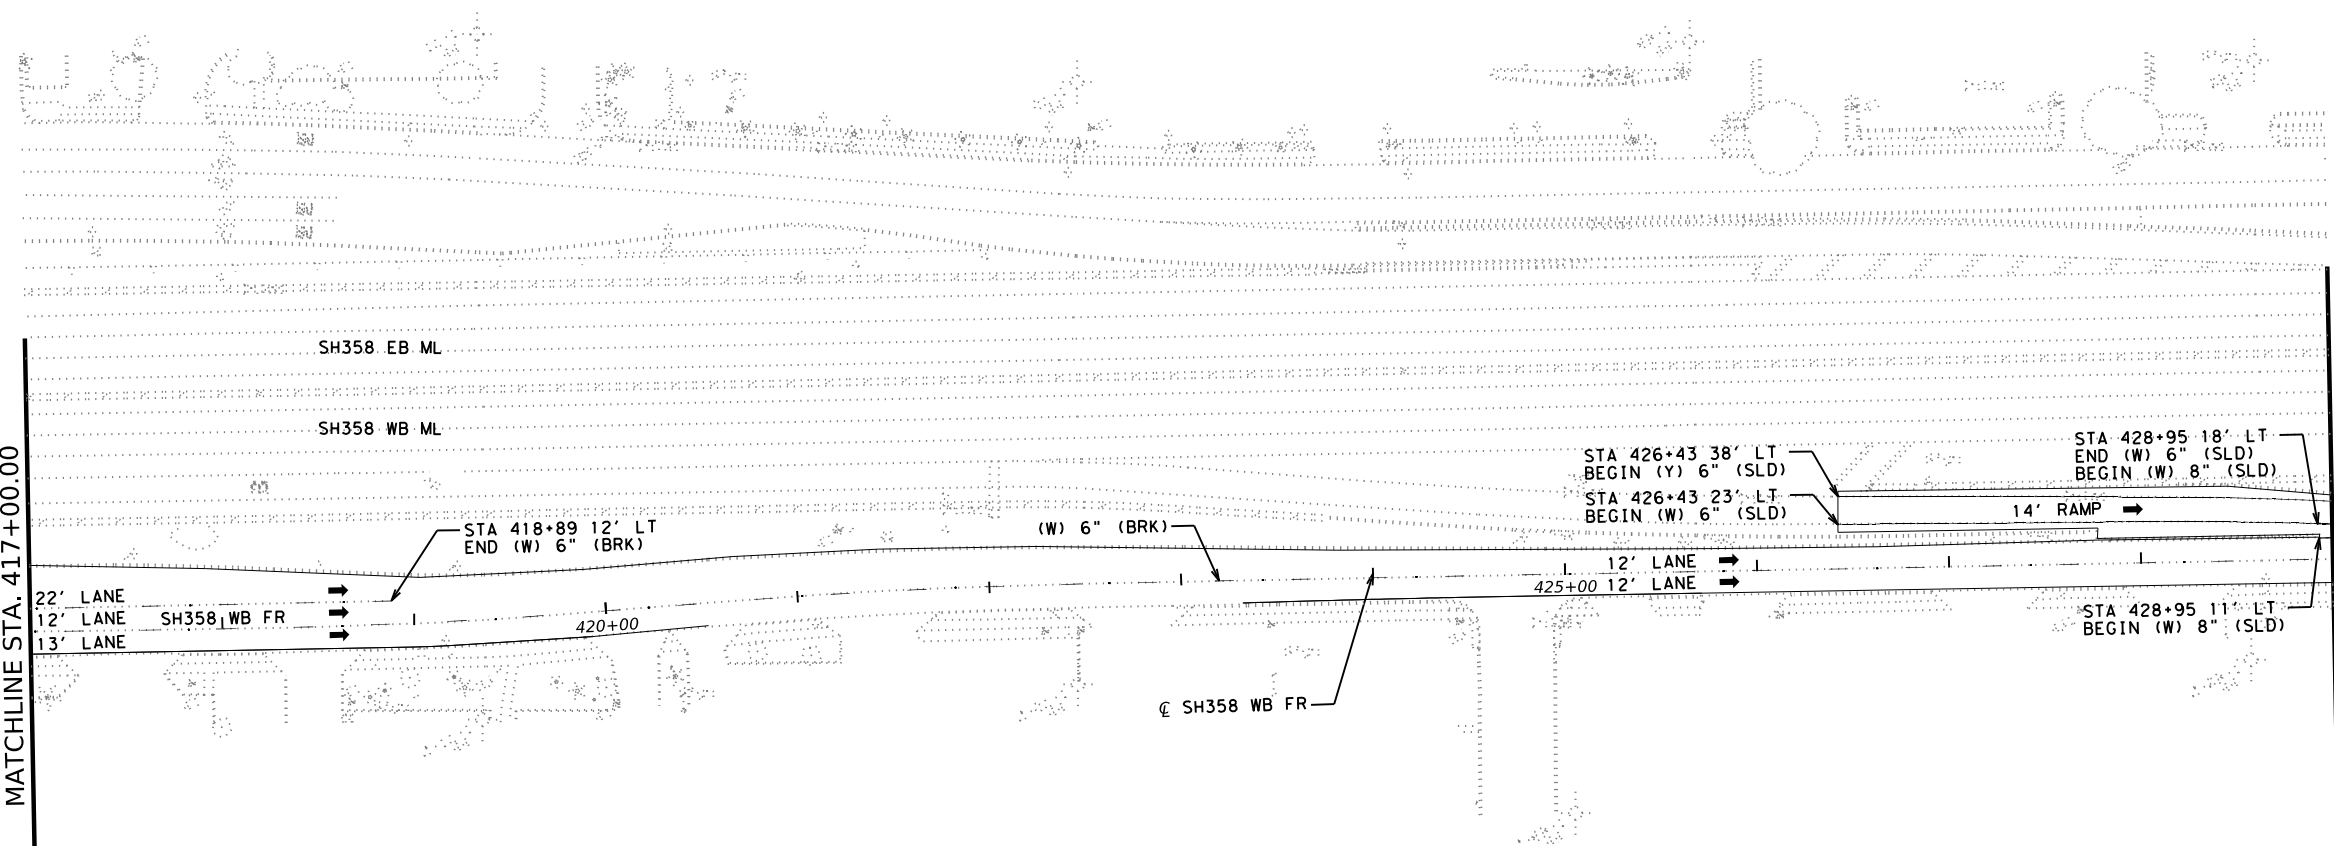 MATCHLINE STA. 417+00.00
SH358 EB ML
SH358 WB ML
STA 418+89 12' LT
END (W) 6" (BRK)
(W) 6" (BRK)
STA 426+43 38' LT
BEGIN (Y) 6" (SLD)
STA 426+43 23' LT
BEGIN (W) 6" (SLD)
STA 428+95 18' LT
END (W) 6" (SLD)
BEGIN (W) 8" (SLD)
14' RAMP
12' LANE
425+00 12' LANE
22' LANE
12' LANE SH358 WB FR
13' LANE
420+00
STA 428+95 11' LT
BEGIN (W) 8" (SLD)
℄ SH358 WB FR